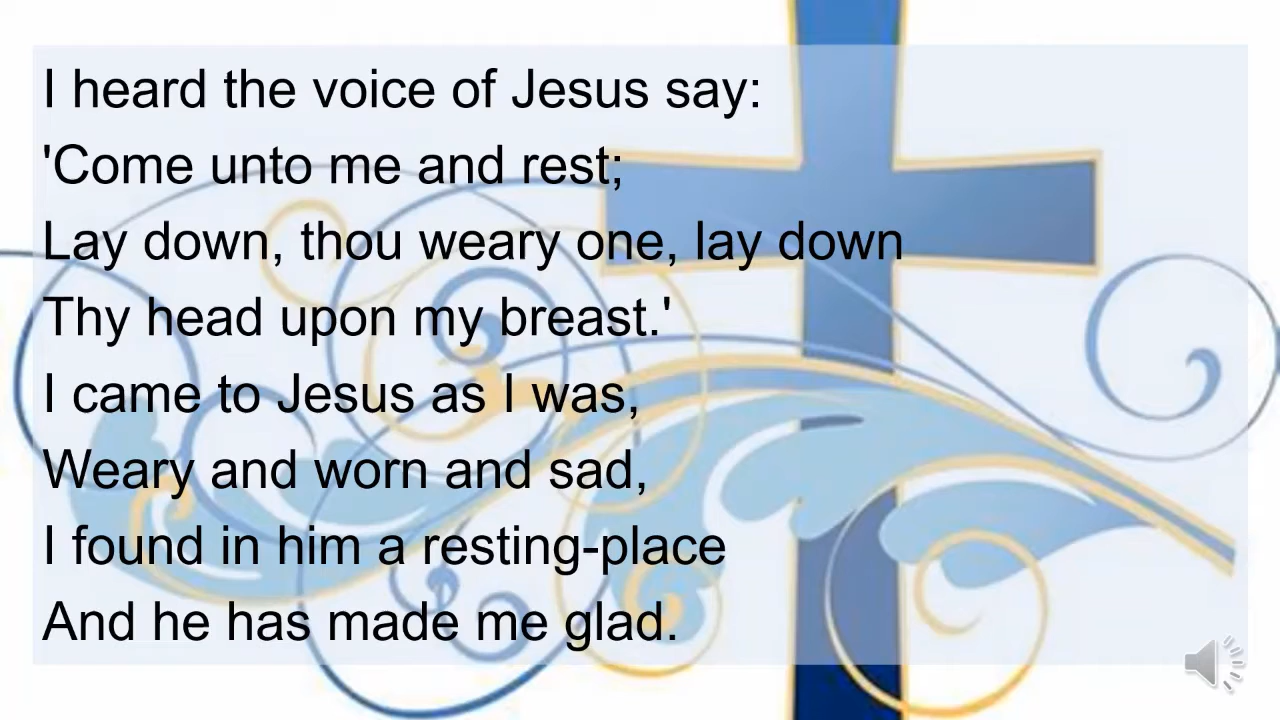 I heard the voice of Jesus say:
'Come unto me and rest;
Lay down, thou weary one, lay down
Thy head upon my breast.'
I came to Jesus as I was,
Weary and worn and sad,
I found in him a resting-place
And he has made me glad.